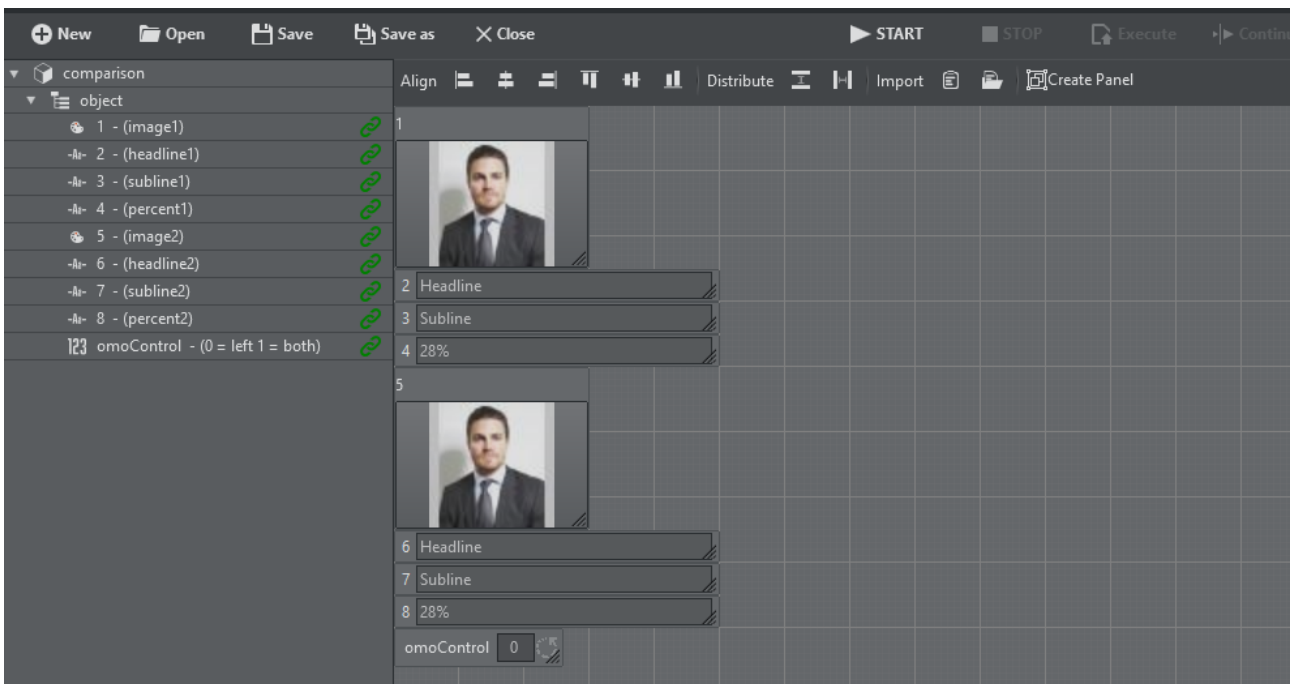 New Open Save Save as Close START STOP Execute
comparison
Align Distribute Import Create Panel
object
1 - (image1)
2 - (headline1)
3 - (subline1)
4 - (percent1)
5 - (image2)
6 - (headline2)
7 - (subline2)
8 - (percent2)
123 omoControl - (0 = left 1 = both)
1
2 Headline
3 Subline
4 28%
5
6 Headline
7 Subline
8 28%
omoControl 0